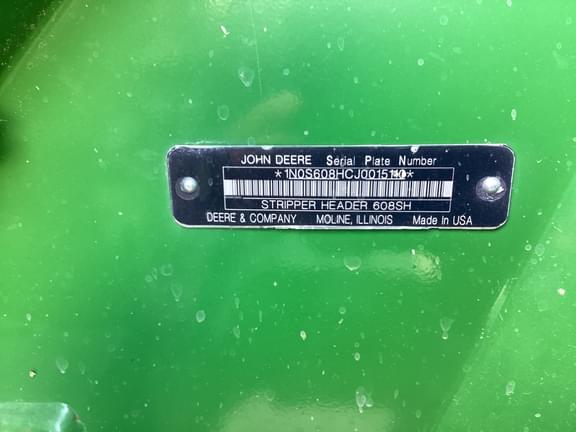 JOHN DEERE Serial Plate Number
STRIPPER HEADER 608SH
DEERE & COMPANY MOLINE, ILLINOIS Made In USA